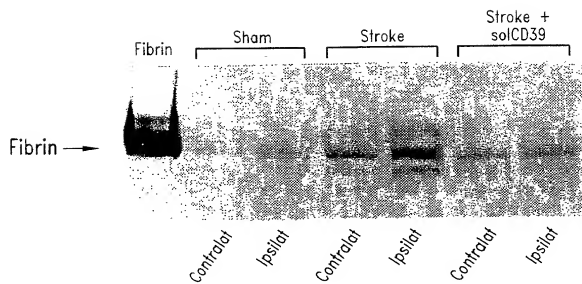 Stroke +
solCD39
Fibrin
Sham
Stroke
Fibrin
Contralat
Ipsilat
Contralat
Ipsilat
Contralat
Ipsilat